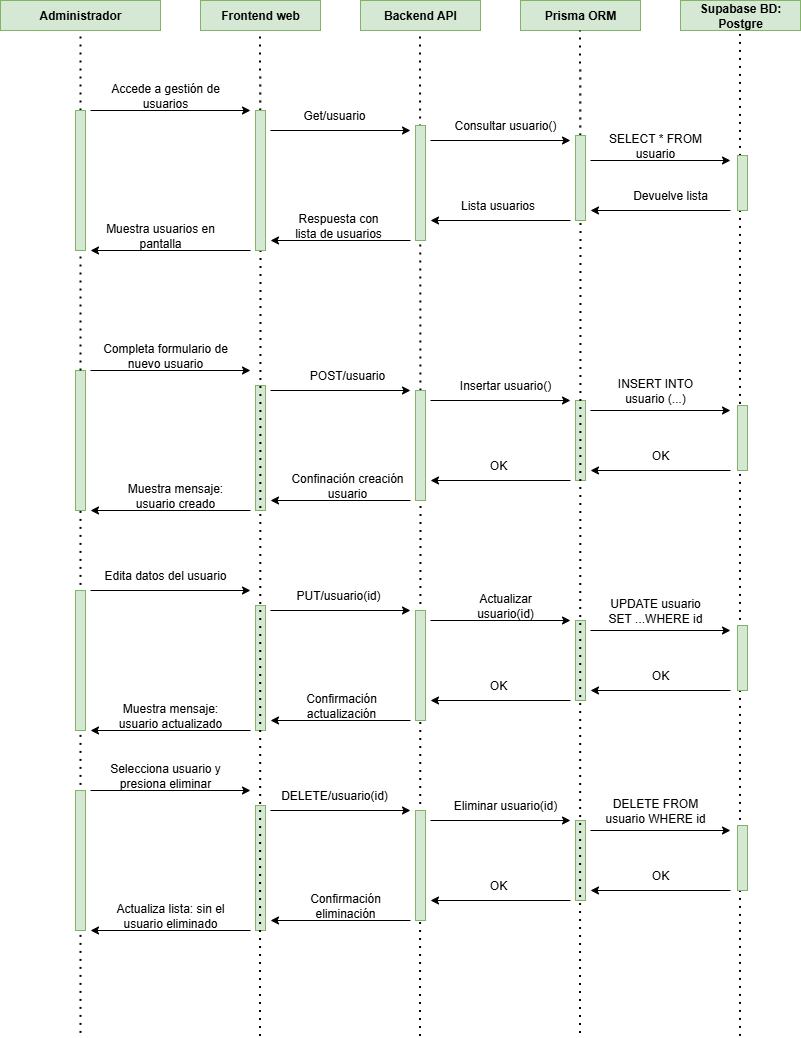 Administrador
Frontend web
Backend API
Prisma ORM
Supabase BD:
Postgre
Accede a gestión de
usuarios
Get/usuario
Consultar usuario()
SELECT * FROM
usuario
Devuelve lista
Lista usuarios
Respuesta con
lista de usuarios
Muestra usuarios en
pantalla
Completa formulario de
nuevo usuario
POST/usuario
Insertar usuario()
INSERT INTO
usuario (...)
OK
OK
Confinación creación
usuario
Muestra mensaje:
usuario creado
Edita datos del usuario
PUT/usuario(id)
Actualizar
usuario(id)
UPDATE usuario
SET ...WHERE id
OK
OK
Confirmación
actualización
Muestra mensaje:
usuario actualizado
Selecciona usuario y
presiona eliminar
DELETE/usuario(id)
Eliminar usuario(id)
DELETE FROM
usuario WHERE id
OK
OK
Confirmación
eliminación
Actualiza lista: sin el
usuario eliminado